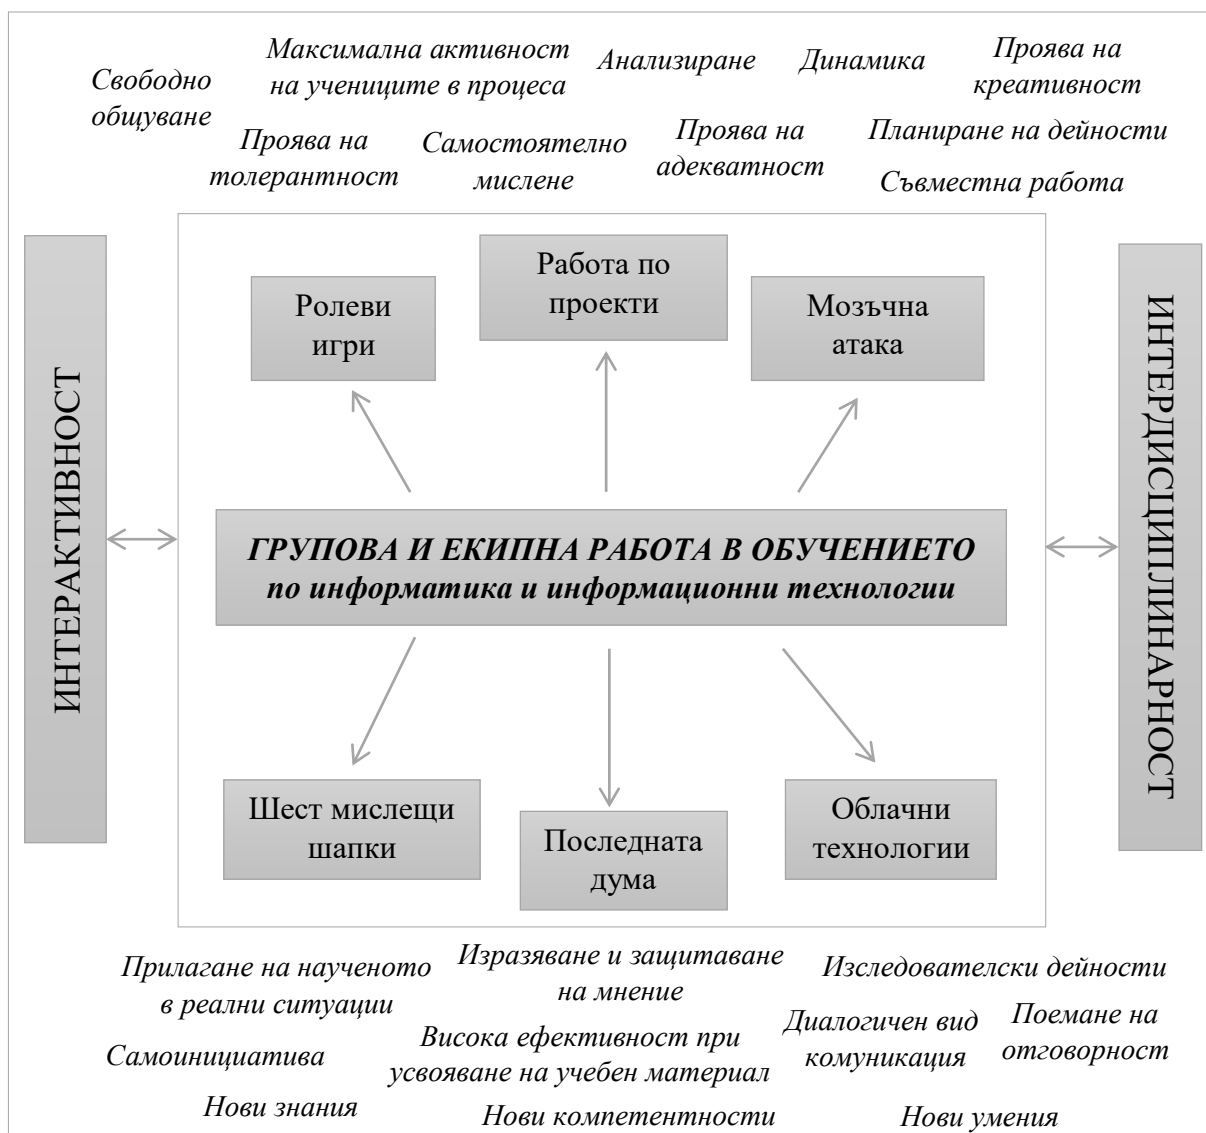 Свободно
общуване
Максимална активност
на учениците в процеса
Анализиране
Динамика
Проява на
креативност
Проява на
толерантност
Самостоятелно
мислене
Проява на
адекватност
Планиране на дейности
Съвместна работа
ИНТЕРАКТИВНОСТ
Ролеви
игри
Работа по
проекти
Мозъчна
атака
ГРУПОВА И ЕКИПНА РАБОТА В ОБУЧЕНИЕТО
по информатика и информационни технологии
Шест мислещи
шапки
Последната
дума
Облачни
технологии
ИНТЕРДИСЦИПЛИНАРНОСТ
Прилагане на наученото
в реални ситуации
Изразяване и защитаване
на мнение
Изследователски дейности
Самоинициатива
Висока ефективност при
усвояване на учебен материал
Диалогичен вид
комуникация
Поемане на
отговорност
Нови знания
Нови компетентности
Нови умения